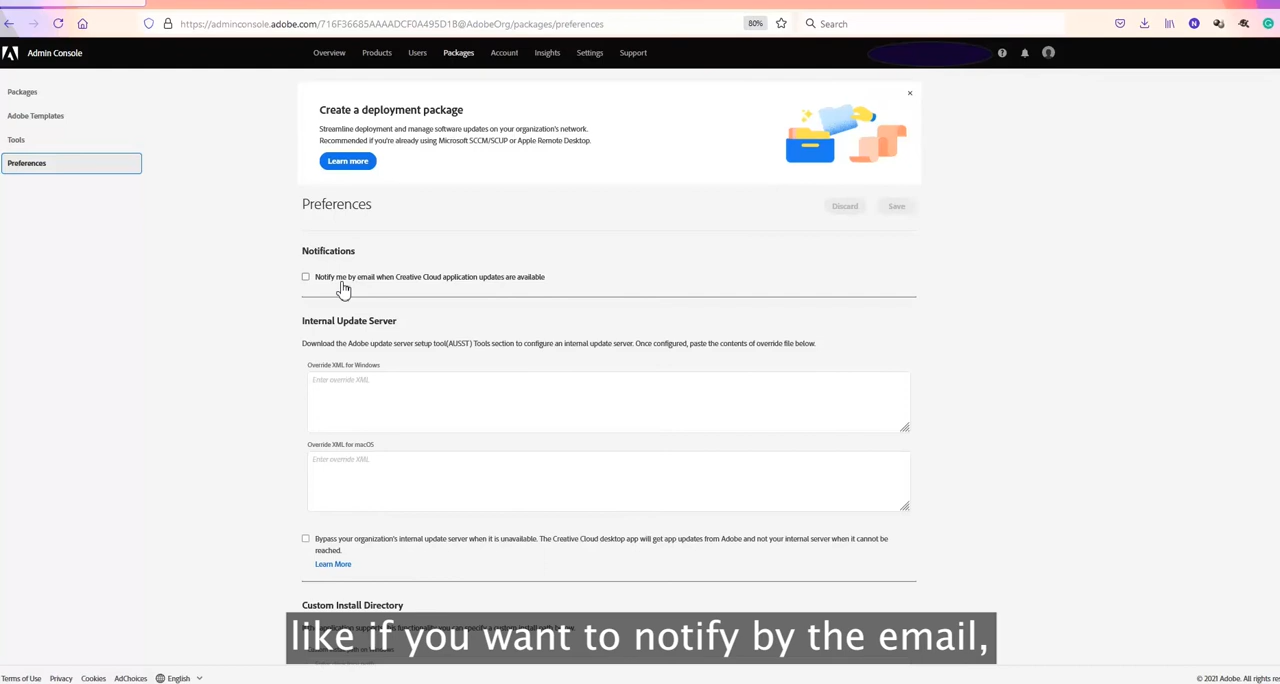 https://adminconsole.adobe.com/716F36685AAAADCF0A495D1B@AdobeOrg/packages/preferences
80%
Search
Admin Console
Overview
Products
Users
Packages
Account
Insights
Settings
Support
Packages
Adobe Templates
Tools
Preferences
Create a deployment package
Streamline deployment and manage software updates on your organization's network.
Recommended if you're already using Microsoft SCCM/SCUP or Apple Remote Desktop.
Learn more
Preferences
Discard
Save
Notifications
Notify me by email when Creative Cloud application updates are available
Internal Update Server
Download the Adobe update server setup tool(AUSST) Tools section to configure an internal update server. Once configured, paste the contents of override file below.
Override XML for Windows
Enter override XML
Override XML for macOS
Enter override XML
Bypass your organization's internal update server when it is unavailable. The Creative Cloud desktop app will get app updates from Adobe and not your internal server when it cannot be
reached.
Learn More
Custom Install Directory
like if you want to notify by the email,
Terms of Use
Privacy
Cookies
AdChoices
English
© 2021 Adobe. All rights re